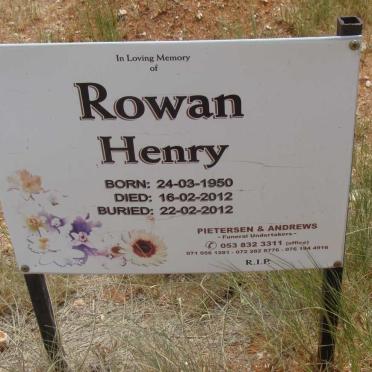 In Loving Memory
of
Rowan
Henry
BORN: 24-03-1950
DIED: 16-02-2012
BURIED: 22-02-2012
PIETERSEN & ANDREWS
~ Funeral Undertakers ~
✆ 053 832 3311 (office)
R.I.P.